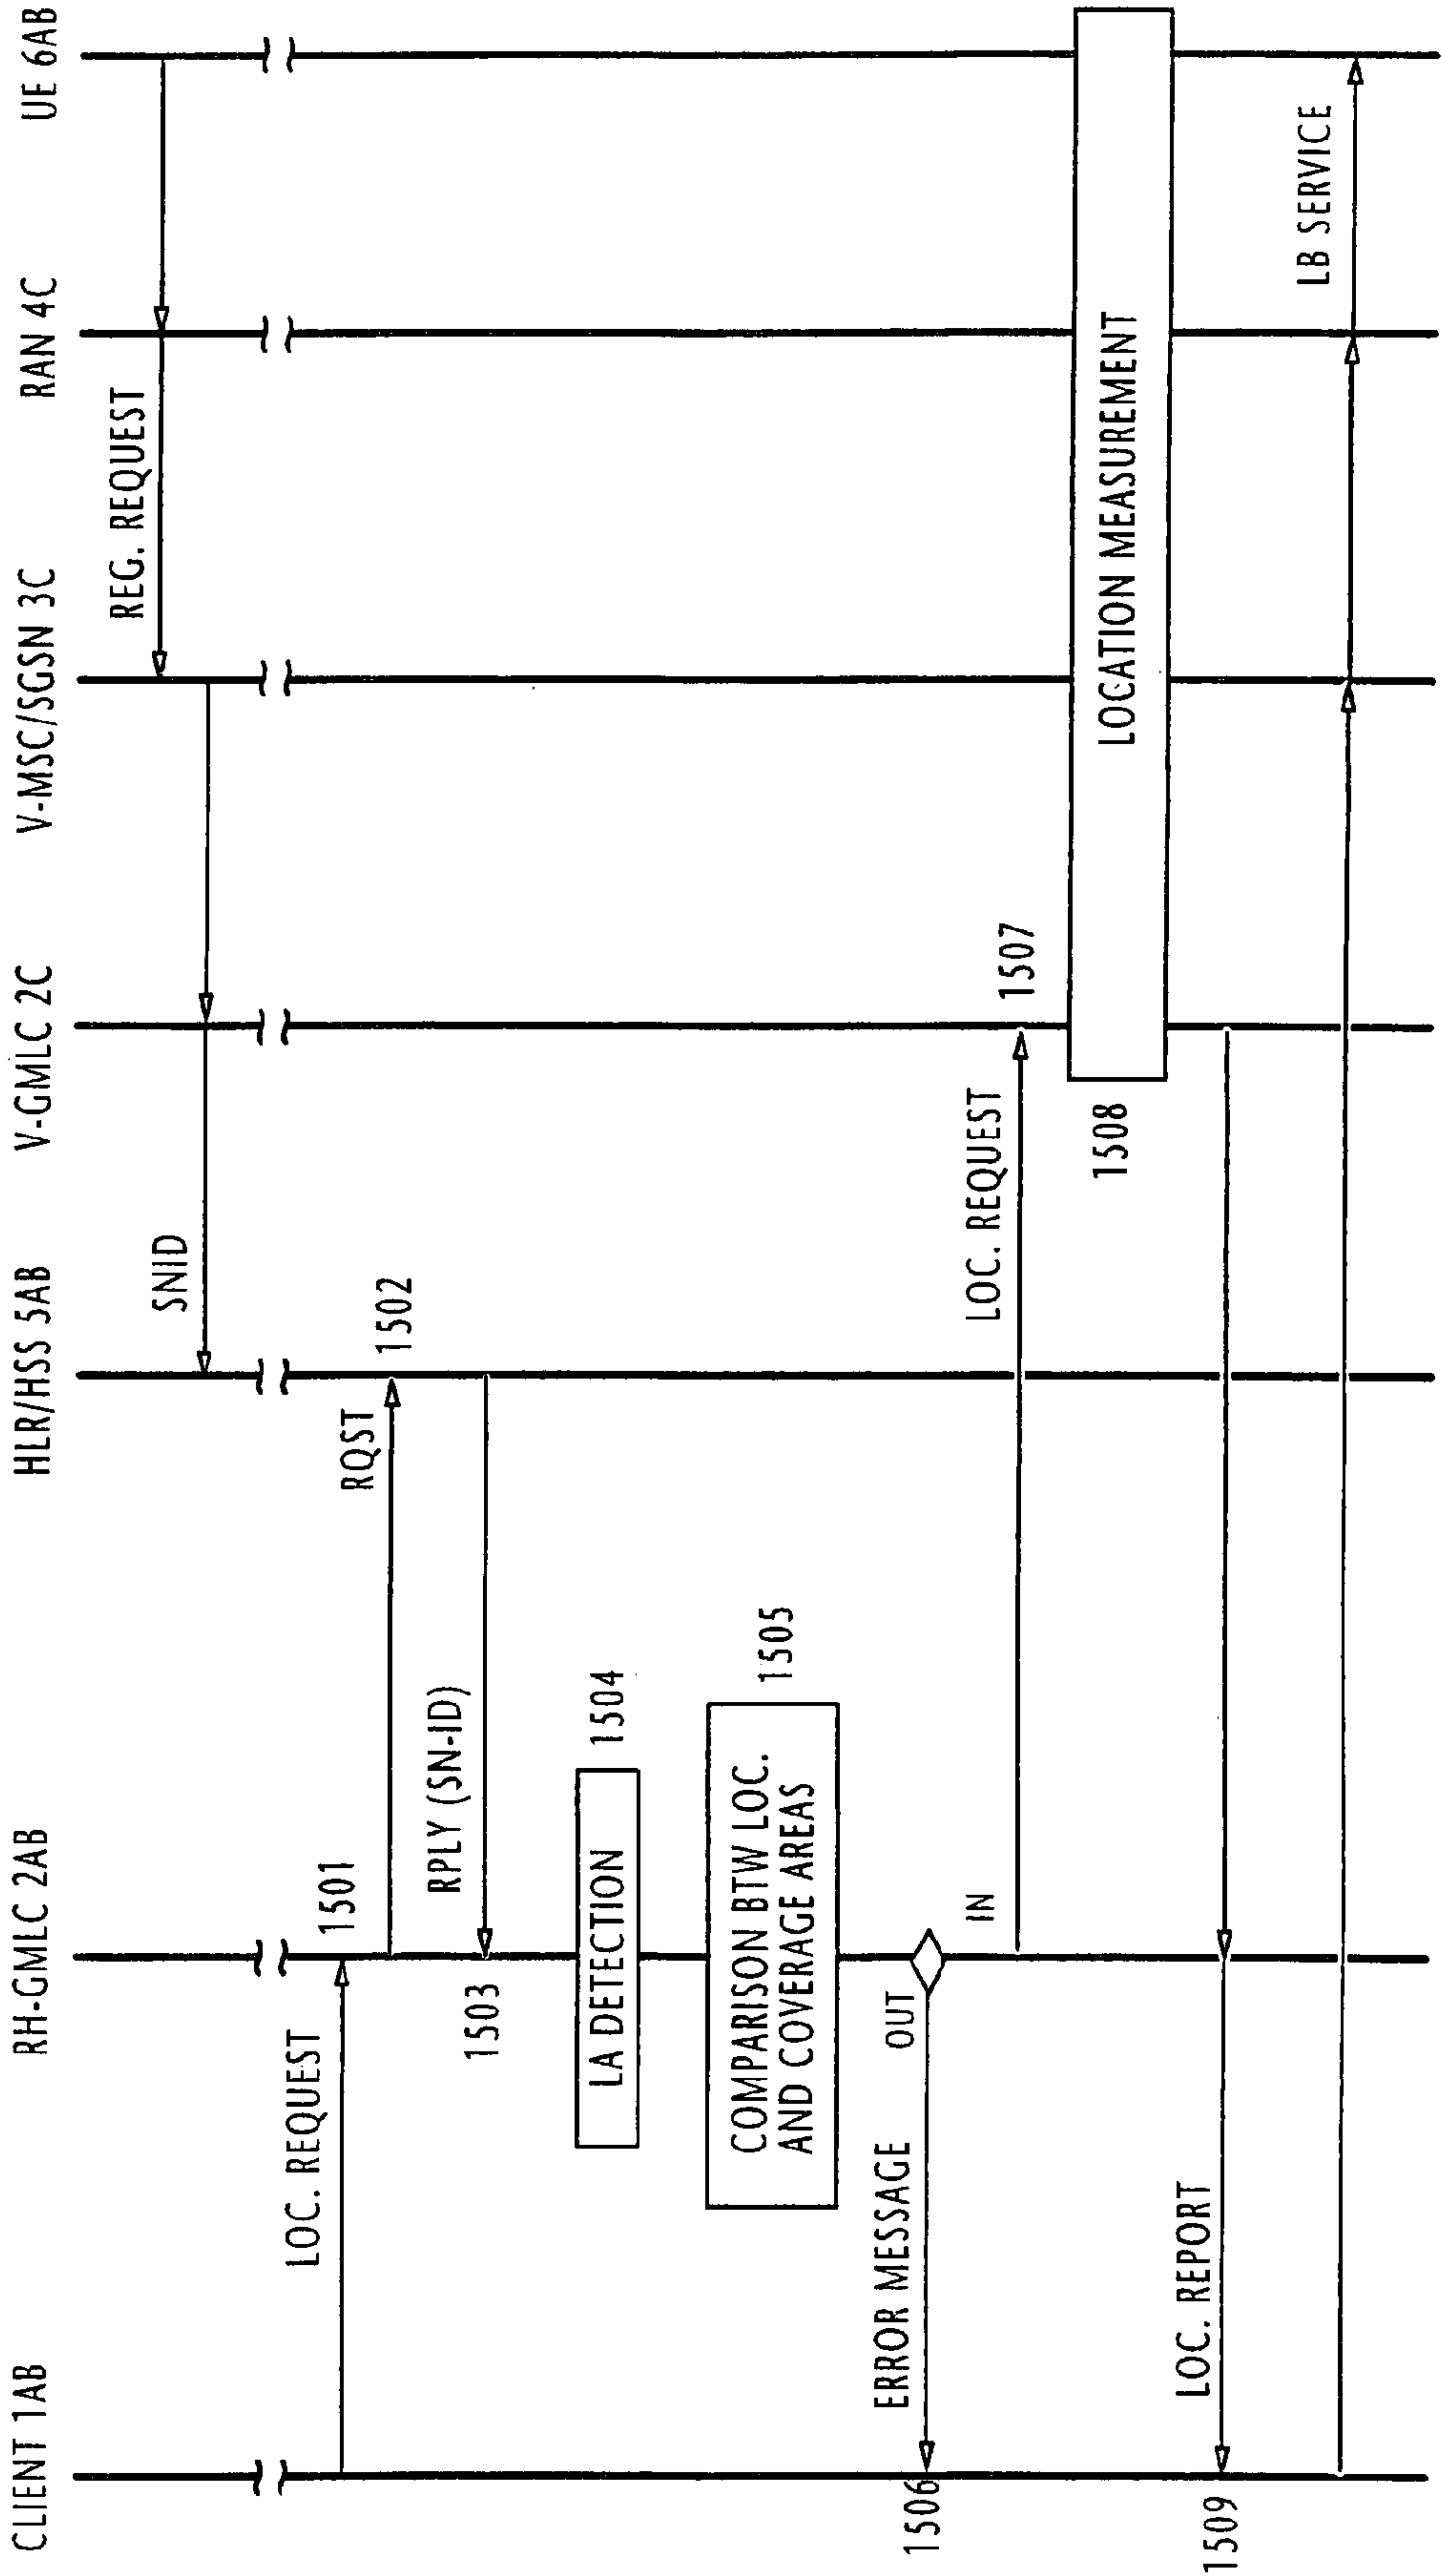 CLIENT 1AB
RH-GMLC 2AB
HLR/HSS 5AB
V-GMLC 2C
V-MSC/SGSN 3C
RAN 4C
UE 6AB
REG. REQUEST
SNID
LOC. REQUEST
1501
RQST
1502
RPLY (SN-ID)
1503
LA DETECTION
1504
COMPARISON BTW LOC.
AND COVERAGE AREAS
1505
ERROR MESSAGE
OUT
1506
IN
LOC. REQUEST
1507
LOCATION MEASUREMENT
1508
LOC. REPORT
1509
LB SERVICE